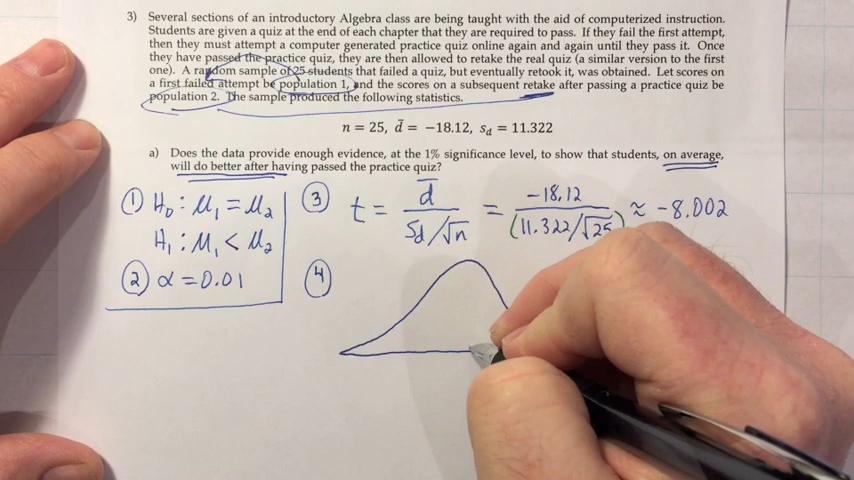 3) Several sections of an introductory Algebra class are being taught with the aid of computerized instruction.
Students are given a quiz at the end of each chapter that they are required to pass. If they fail the first attempt,
then they must attempt a computer generated practice quiz online again and again until they pass it. Once
they have passed the practice quiz, they are then allowed to retake the real quiz (a similar version to the first
one). A random sample of 25 students that failed a quiz, but eventually retook it, was obtained. Let scores on
a first failed attempt be population 1, and the scores on a subsequent retake after passing a practice quiz be
population 2. The sample produced the following statistics.
n = 25, d̄ = −18.12, s_d = 11.322
a) Does the data provide enough evidence, at the 1% significance level, to show that students, on average,
will do better after having passed the practice quiz?
① H₀ : μ₁ = μ₂
H₁ : μ₁ < μ₂
② α = 0.01
③ t = d̄ / (s_d/√n) = −18.12 / (11.322/√25) ≈ −8.002
④